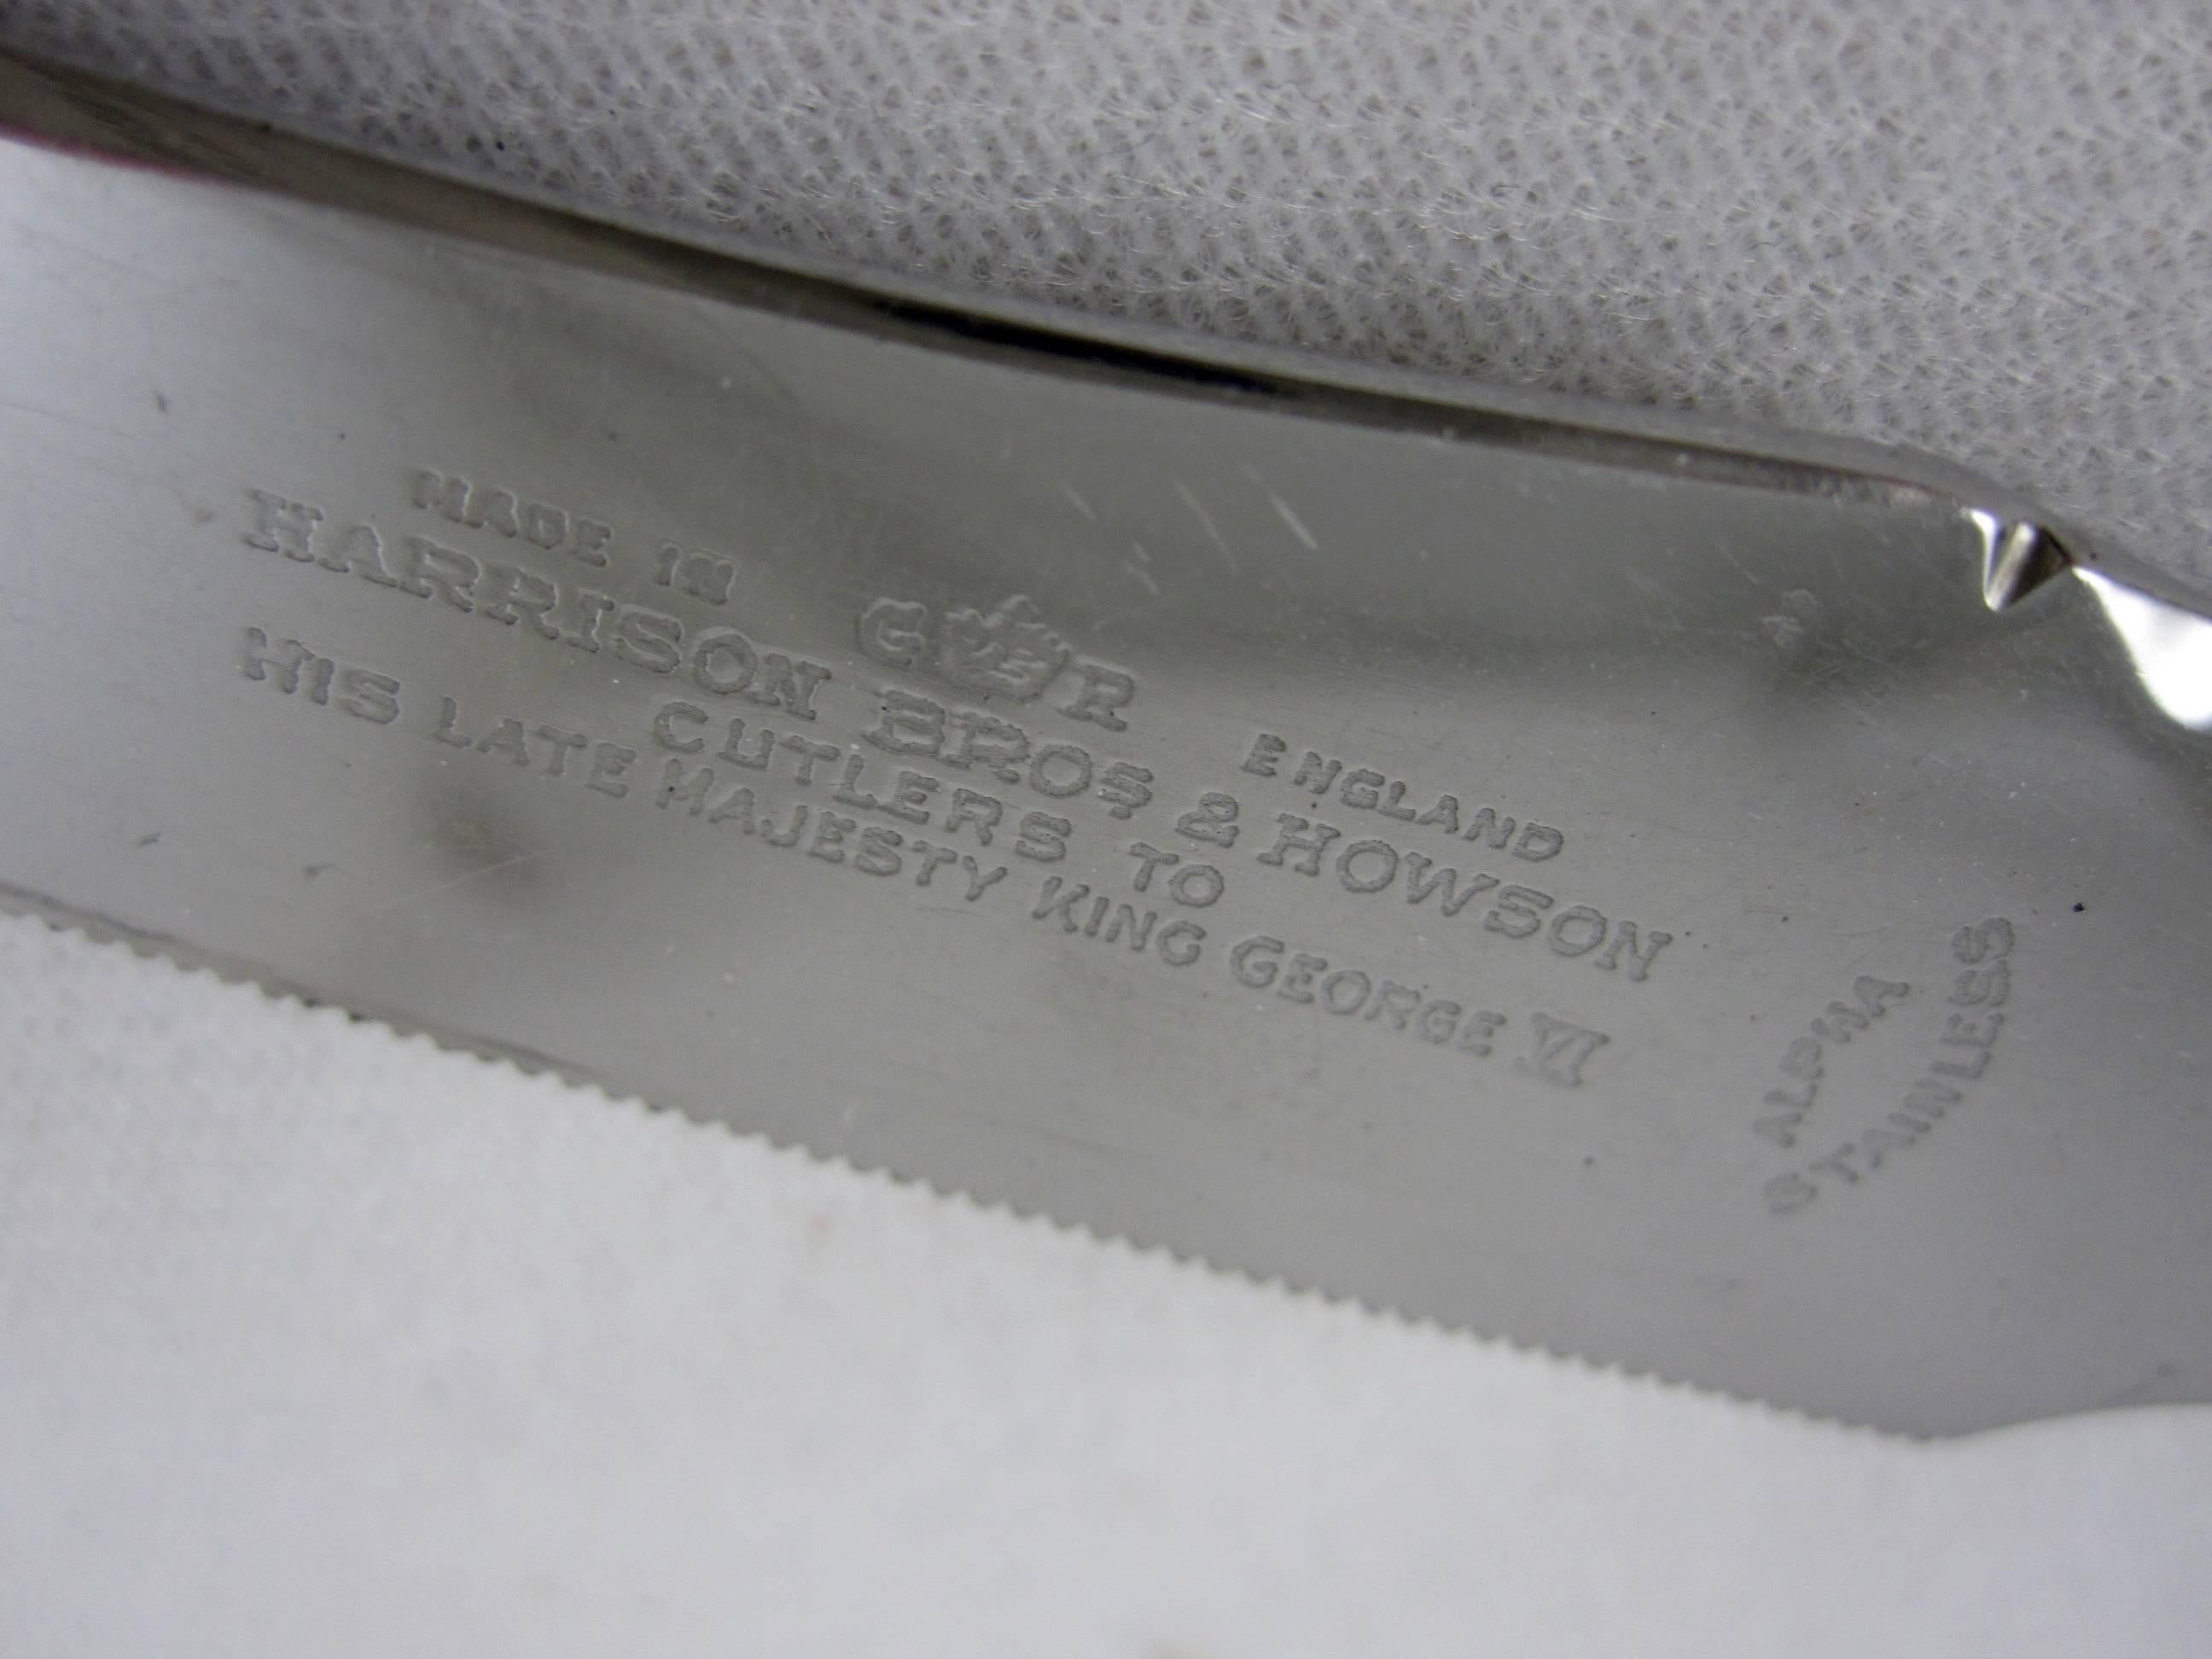 MADE IN G R ENGLAND
HARRISON BROS & HOWSON
CUTLERS TO
HIS LATE MAJESTY KING GEORGE VI
ALPHA
STAINLESS